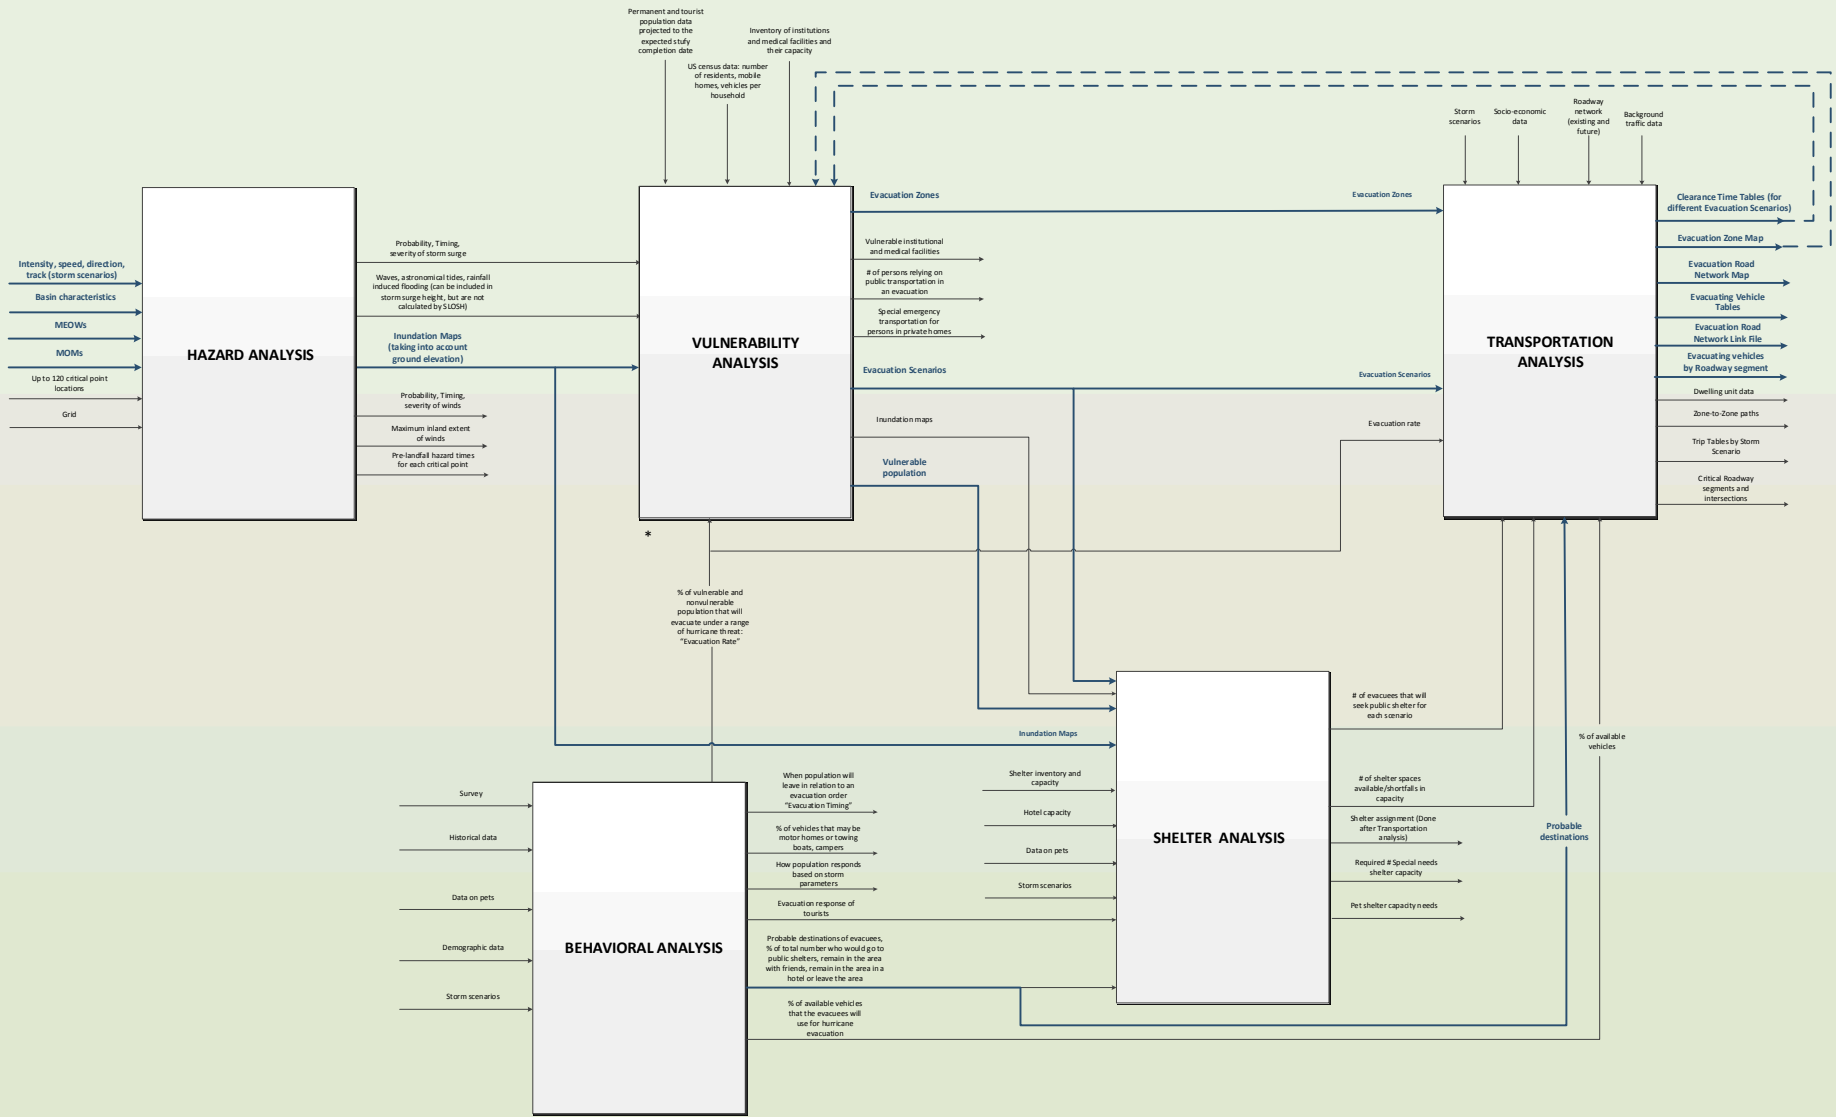 Permanent and tourist
population data
projected to the
expected stufy
completion date
Inventory of institutions
and medical facilities and
their capacity
US census data: number
of residents, mobile
homes, vehicles per
household
Storm
scenarios
Socio-economic
data
Roadway
network
(existing and
future)
Background
traffic data
Intensity, speed, direction,
track (storm scenarios)
Basin characteristics
MEOWs
MOMs
Up to 120 critical point
locations
Grid
HAZARD ANALYSIS
Probability, Timing,
severity of storm surge
Waves, astronomical tides, rainfall
induced flooding (can be included in
storm surge height, but are not
calculated by SLOSH)
Inundation Maps
(taking into account
ground elevation)
Probability, Timing,
severity of winds
Maximum inland extent
of winds
Pre-landfall hazard times
for each critical point
VULNERABILITY
ANALYSIS
*
Evacuation Zones
Vulnerable institutional
and medical facilities
# of persons relying on
public transportation in
an evacuation
Special emergency
transportation for
persons in private homes
Evacuation Scenarios
Inundation maps
Vulnerable
population
Evacuation Zones
Evacuation Scenarios
Evacuation rate
TRANSPORTATION
ANALYSIS
Clearance Time Tables (for
different Evacuation Scenarios)
Evacuation Zone Map
Evacuation Road
Network Map
Evacuating Vehicle
Tables
Evacuation Road
Network Link File
Evacuating vehicles
by Roadway segment
Dwelling unit data
Zone-to-Zone paths
Trip Tables by Storm
Scenario
Critical Roadway
segments and
intersections
% of vulnerable and
nonvulnerable
population that will
evacuate under a range
of hurricane threat:
“Evacuation Rate”
Survey
Historical data
Data on pets
Demographic data
Storm scenarios
BEHAVIORAL ANALYSIS
When population will
leave in relation to an
evacuation order
“Evacuation Timing”
% of vehicles that may be
motor homes or towing
boats, campers
How population responds
based on storm
parameters
Evacuation response of
tourists
Probable destinations of evacuees,
% of total number who would go to
public shelters, remain in the area
with friends, remain in the area in a
hotel or leave the area
% of available vehicles
that the evacuees will
use for hurricane
evacuation
Inundation Maps
Shelter inventory and
capacity
Hotel capacity
Data on pets
Storm scenarios
SHELTER ANALYSIS
# of evacuees that will
seek public shelter for
each scenario
# of shelter spaces
available/shortfalls in
capacity
Shelter assignment (Done
after Transportation
analysis)
Required # Special needs
shelter capacity
Pet shelter capacity needs
% of available
vehicles
Probable
destinations